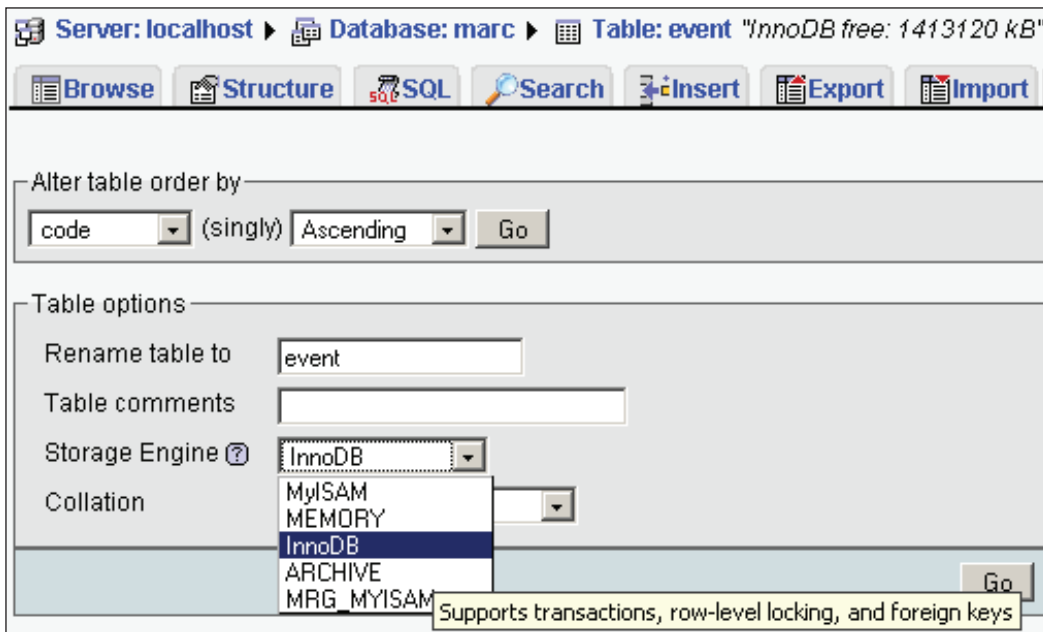 Server: localhost ▶ Database: marc ▶ Table: event "InnoDB free: 1413120 kB"
Browse Structure SQL Search Insert Export Import
Alter table order by
code (singly) Ascending Go
Table options
Rename table to event
Table comments
Storage Engine InnoDB
Collation
MyISAM
MEMORY
InnoDB
ARCHIVE
MRG_MYISAM
Go
Supports transactions, row-level locking, and foreign keys